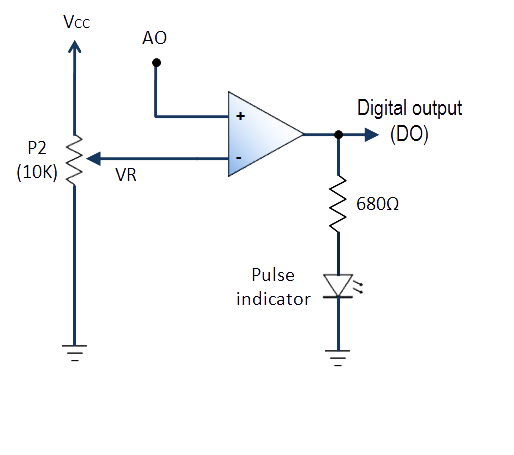 Vcc
AO
+
Digital output
(DO)
P2
(10K)
VR
-
680Ω
Pulse
indicator